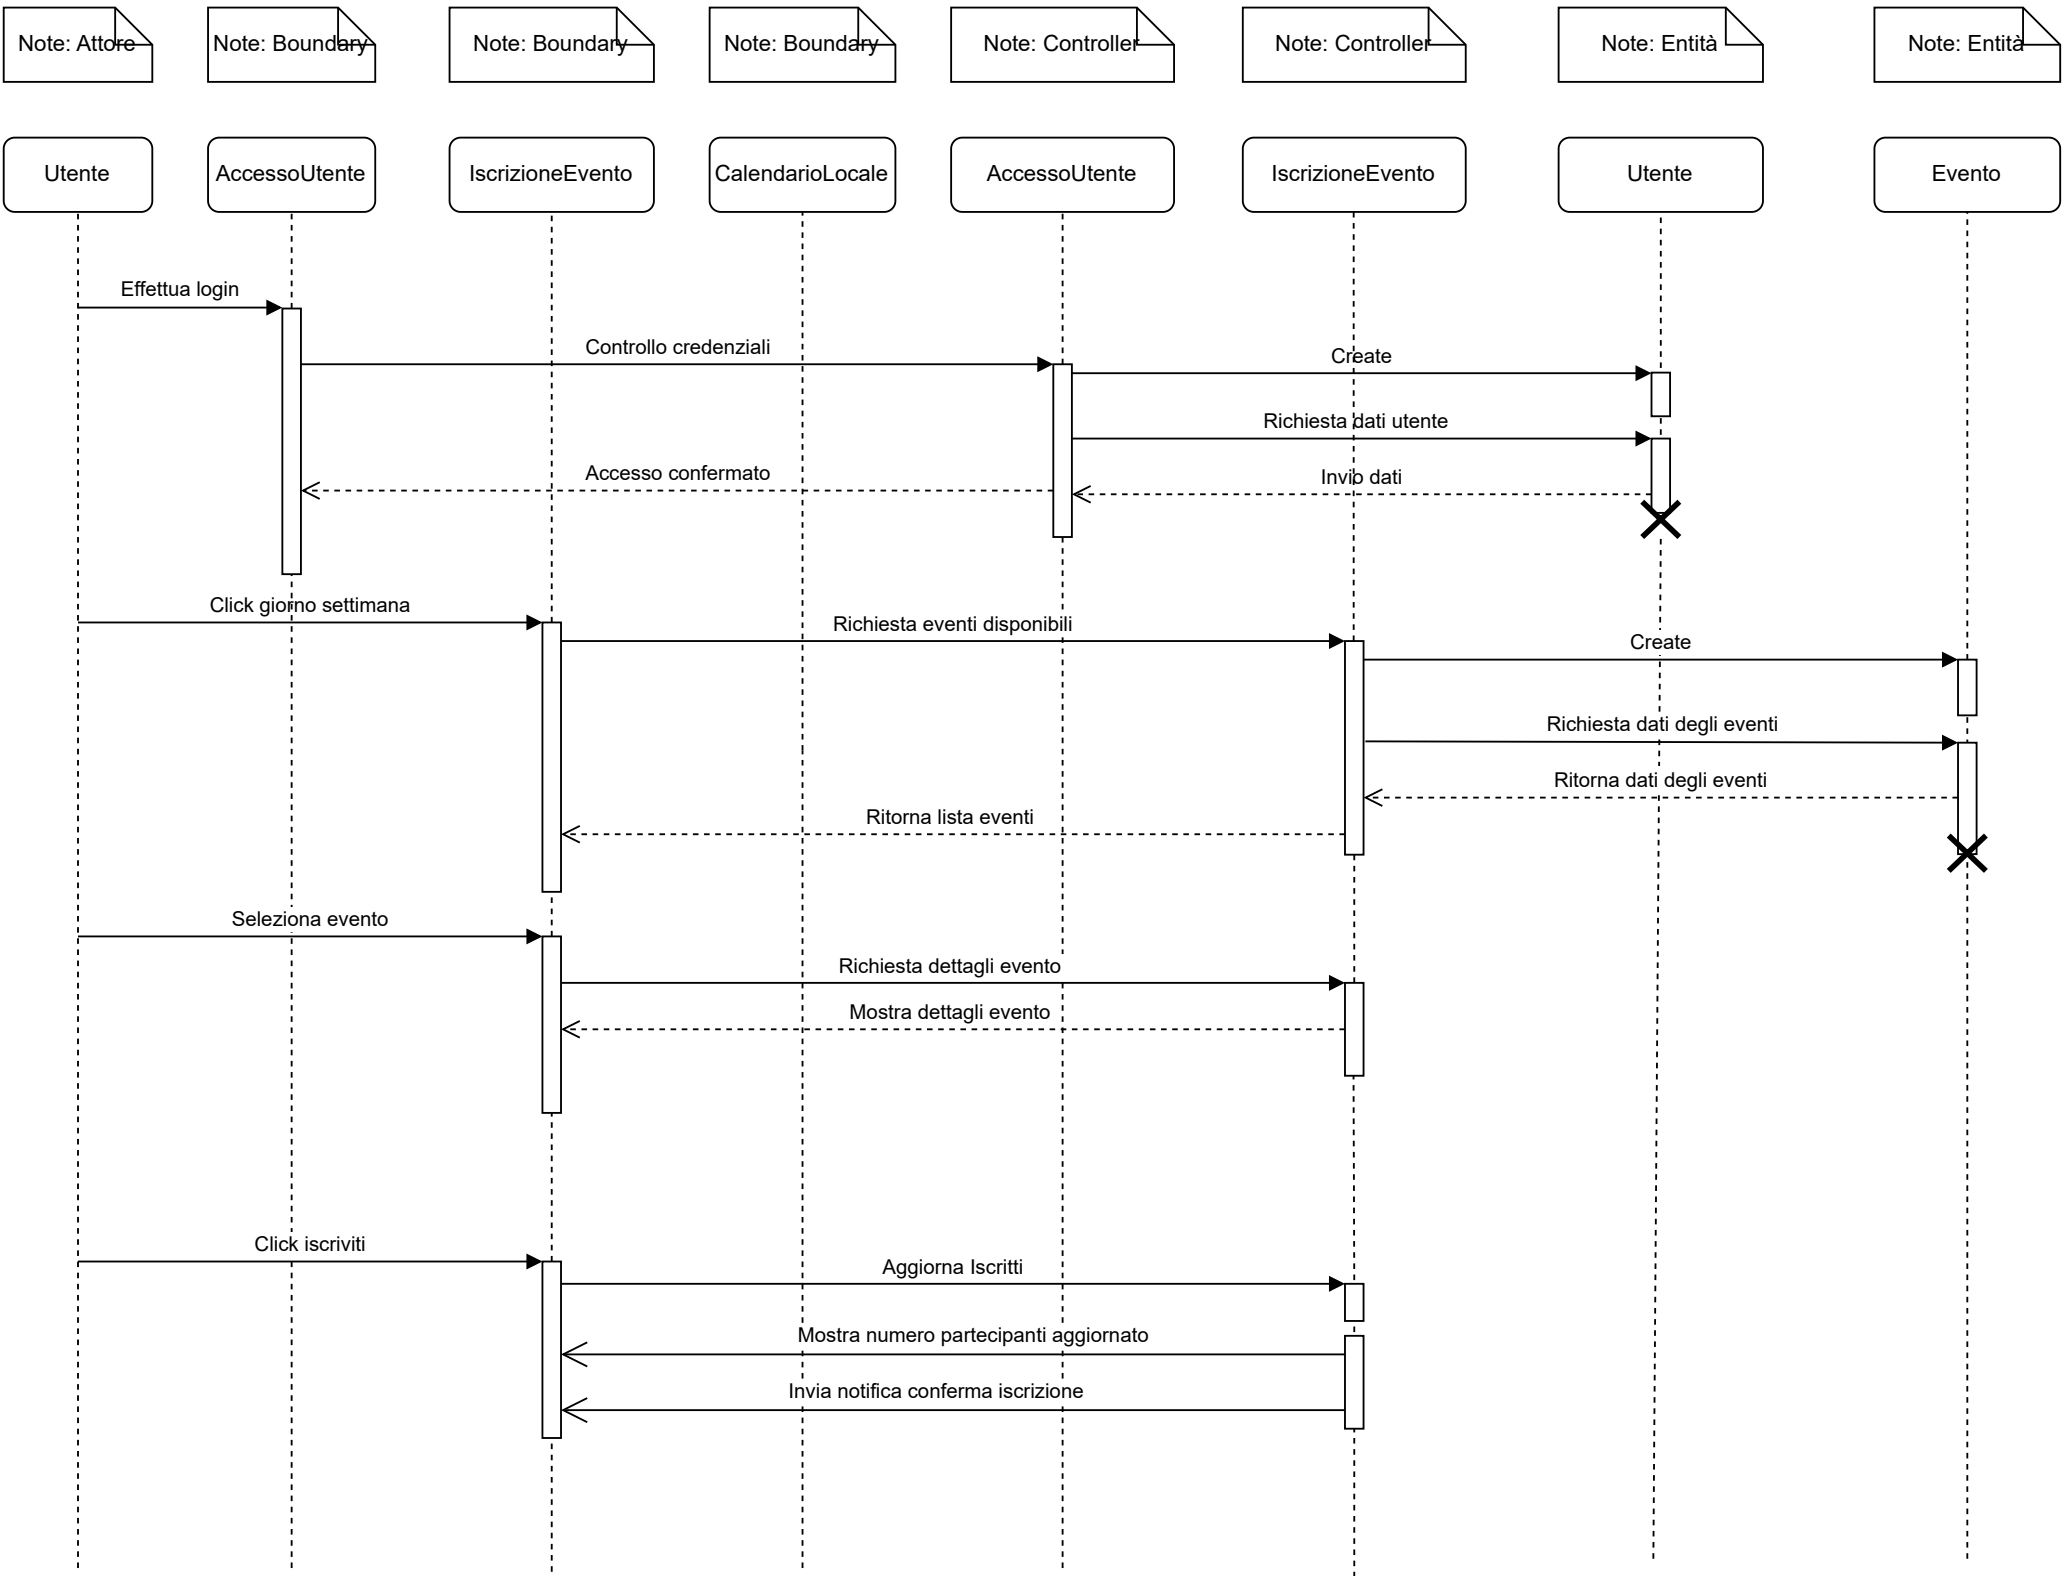 Note: Attore
Note: Boundary
Note: Boundary
Note: Boundary
Note: Controller
Note: Controller
Note: Entità
Note: Entità
Utente
AccessoUtente
IscrizioneEvento
CalendarioLocale
AccessoUtente
IscrizioneEvento
Utente
Evento
Effettua login
Controllo credenziali
Create
Richiesta dati utente
Accesso confermato
Invio dati
Click giorno settimana
Richiesta eventi disponibili
Create
Richiesta dati degli eventi
Ritorna dati degli eventi
Ritorna lista eventi
Seleziona evento
Richiesta dettagli evento
Mostra dettagli evento
Click iscriviti
Aggiorna Iscritti
Mostra numero partecipanti aggiornato
Invia notifica conferma iscrizione